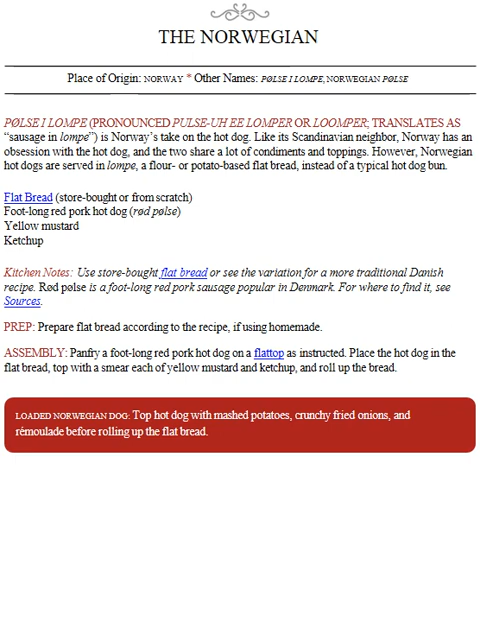 THE NORWEGIAN
Place of Origin: NORWAY * Other Names: PØLSE I LOMPE, NORWEGIAN PØLSE
PØLSE I LOMPE (PRONOUNCED PULSE-UH EE LOMPER OR LOOMPER; TRANSLATES AS
“sausage in lompe”) is Norway’s take on the hot dog. Like its Scandinavian neighbor, Norway has an
obsession with the hot dog, and the two share a lot of condiments and toppings. However, Norwegian
hot dogs are served in lompe, a flour- or potato-based flat bread, instead of a typical hot dog bun.
Flat Bread (store-bought or from scratch)
Foot-long red pork hot dog (rød pølse)
Yellow mustard
Ketchup
Kitchen Notes: Use store-bought flat bread or see the variation for a more traditional Danish
recipe. Rød pølse is a foot-long red pork sausage popular in Denmark. For where to find it, see
Sources.
PREP: Prepare flat bread according to the recipe, if using homemade.
ASSEMBLY: Panfry a foot-long red pork hot dog on a flattop as instructed. Place the hot dog in the
flat bread, top with a smear each of yellow mustard and ketchup, and roll up the bread.
LOADED NORWEGIAN DOG: Top hot dog with mashed potatoes, crunchy fried onions, and
rémoulade before rolling up the flat bread.